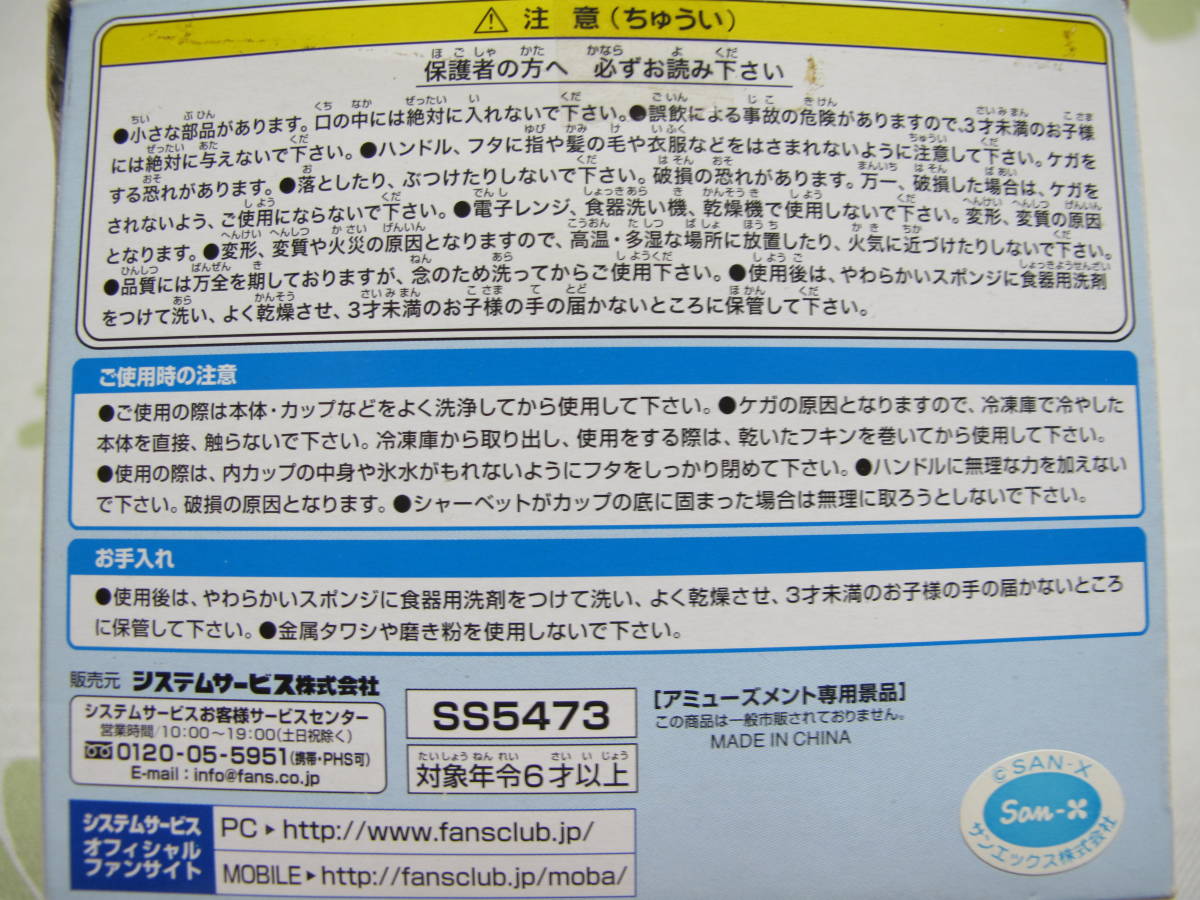 注意(ちゅうい)
保護者の方へ 必ずお読み下さい
●小さな部品があります。口の中には絶対に入れないで下さい。●誤飲による事故の危険がありますので、3才未満のお子様
には絶対に与えないで下さい。●ハンドル、フタに指や髪の毛や衣服などをはさまれないように注意して下さい。ケガを
する恐れがあります。●落としたり、ぶつけたりしないで下さい。破損の恐れがあります。万一、破損した場合は、ケガを
されないよう、ご使用にならないで下さい。●電子レンジ、食器洗い機、乾燥機で使用しないで下さい。変形、変質の原因
となります。●変形、変質や火災の原因となりますので、高温・多湿な場所に放置したり、火気に近づけたりしないで下さい。
●品質には万全を期しておりますが、念のため洗ってからご使用下さい。●使用後は、やわらかいスポンジに食器用洗剤
をつけて洗い、よく乾燥させ、3才未満のお子様の手の届かないところに保管して下さい。
ご使用時の注意
●ご使用の際は本体・カップなどをよく洗浄してから使用して下さい。●ケガの原因となりますので、冷凍庫で冷やした
本体を直接、触らないで下さい。冷凍庫から取り出し、使用をする際は、乾いたフキンを巻いてから使用して下さい。
●使用の際は、内カップの中身や氷水がもれないようにフタをしっかり閉めて下さい。●ハンドルに無理な力を加えない
で下さい。破損の原因となります。●シャーベットがカップの底に固まった場合は無理に取ろうとしないで下さい。
お手入れ
●使用後は、やわらかいスポンジに食器用洗剤をつけて洗い、よく乾燥させ、3才未満のお子様の手の届かないところ
に保管して下さい。●金属タワシや磨き粉を使用しないで下さい。
販売元 システムサービス株式会社
システムサービスお客様サービスセンター
営業時間/10:00〜19:00(土日祝除く)
0120-05-5951(携帯・PHS可)
E-mail:info@fans.co.jp
SS5473
たいしょうねんれい さいいじょう
対象年令6才以上
[アミューズメント専用景品]
この商品は一般市販されておりません。
MADE IN CHINA
システムサービス
オフィシャル
ファンサイト
PC▶http://www.fansclub.jp/
MOBILE▶http://fansclub.jp/moba/
©SAN-X
San-X
サンエックス株式会社